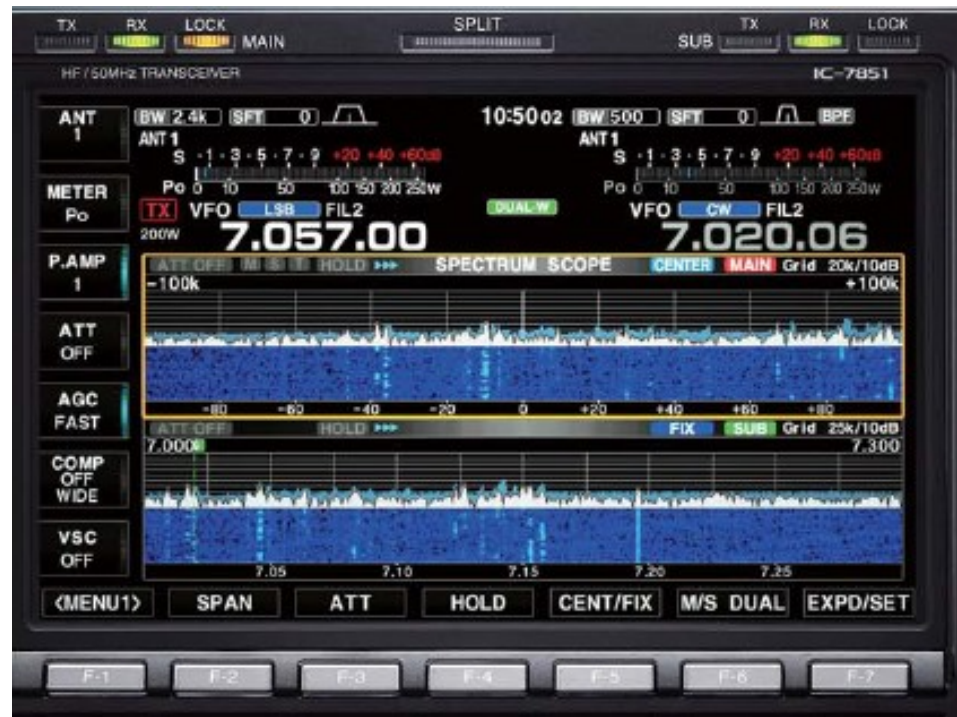 TX RX LOCK MAIN SPLIT SUB TX RX LOCK
HF/50MHz TRANSCEIVER IC-7851
ANT 1
METER Po
P.AMP 1
ATT OFF
AGC FAST
COMP OFF WIDE
VSC OFF
BW 2.4k SFT 0 10:50 02 BW 500 SFT 0 BPF
ANT 1 ANT 1
S 1 3 5 7 9 +20 +40 +60dB S 1 3 5 7 9 +20 +40 +60dB
Po 0 10 50 100 150 200 250W Po 0 10 50 100 150 200 250W
TX VFO LSB FIL2 DUAL-W VFO CW FIL2
200W 7.057.00 7.020.06
ATT OFF M S T HOLD SPECTRUM SCOPE CENTER MAIN Grid 20k/10dB
-100k +100k
-80 -60 -40 -20 0 +20 +40 +60 +80
ATT OFF HOLD FIX SUB Grid 25k/10dB
7.000 7.300
7.05 7.10 7.15 7.20 7.25
<MENU1> SPAN ATT HOLD CENT/FIX M/S DUAL EXPD/SET
F-1 F-2 F-3 F-4 F-5 F-6 F-7